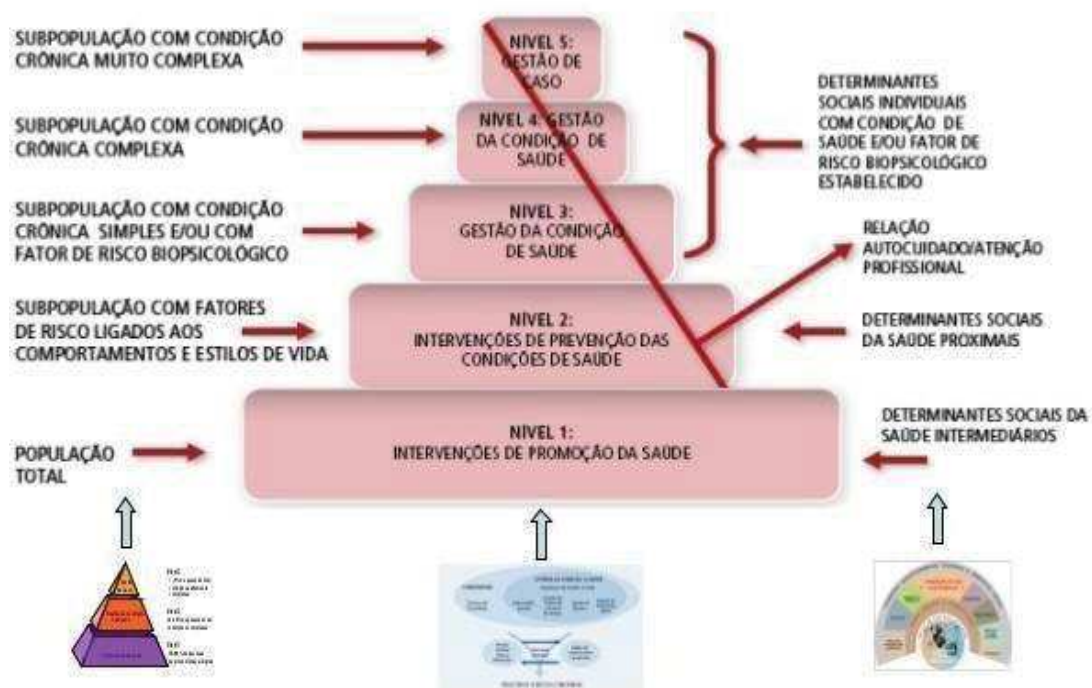 SUBPOPULAÇÃO COM CONDIÇÃO
CRÔNICA MUITO COMPLEXA
SUBPOPULAÇÃO COM CONDIÇÃO
CRÔNICA COMPLEXA
SUBPOPULAÇÃO COM CONDIÇÃO
CRÔNICA SIMPLES E/OU COM
FATOR DE RISCO BIOPSICOLÓGICO
SUBPOPULAÇÃO COM FATORES
DE RISCO LIGADOS AOS
COMPORTAMENTOS E ESTILOS DE VIDA
POPULAÇÃO
TOTAL
NÍVEL 5:
GESTÃO DE
CASO
NÍVEL 4: GESTÃO
DA CONDIÇÃO DE
SAÚDE
NÍVEL 3:
GESTÃO DA CONDIÇÃO
DE SAÚDE
NÍVEL 2:
INTERVENÇÕES DE PREVENÇÃO DAS
CONDIÇÕES DE SAÚDE
NÍVEL 1:
INTERVENÇÕES DE PROMOÇÃO DA SAÚDE
DETERMINANTES
SOCIAIS INDIVIDUAIS
COM CONDIÇÃO DE
SAÚDE E/OU FATOR DE
RISCO BIOPSICOLÓGICO
ESTABELECIDO
RELAÇÃO
AUTOCUIDADO/ATENÇÃO
PROFISSIONAL
DETERMINANTES SOCIAIS
DA SAÚDE PROXIMAIS
DETERMINANTES SOCIAIS DA
SAÚDE INTERMEDIÁRIOS